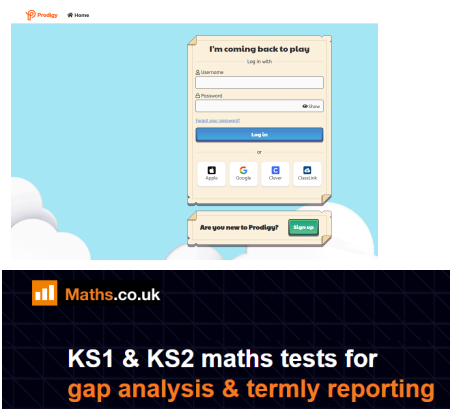 Prodigy Home
I'm coming back to play
Log in with
Username
Password
Show
Forgot your password?
Log in
or
Apple Google Clever ClassLink
Are you new to Prodigy? Sign up
Maths.co.uk
KS1 & KS2 maths tests for
gap analysis & termly reporting